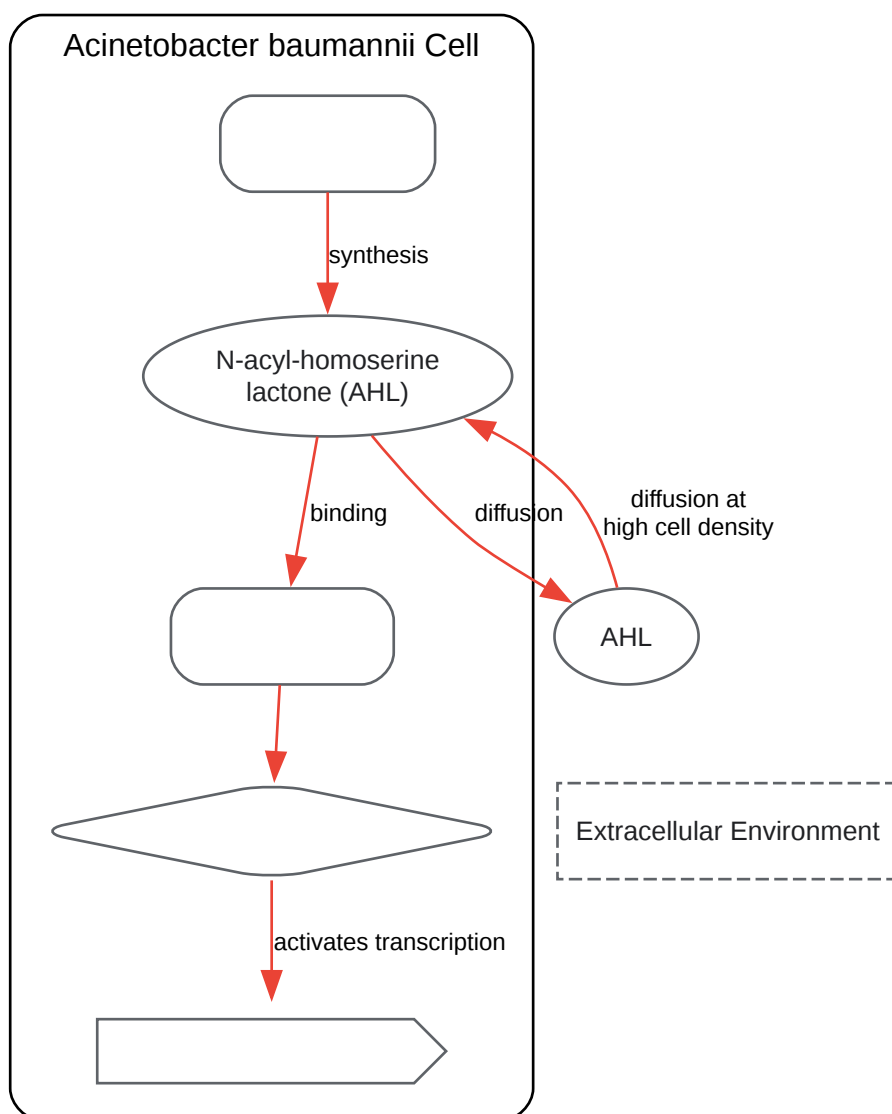 Acinetobacter baumannii Cell
synthesis
N-acyl-homoserine
lactone (AHL)
binding
diffusion
diffusion at
high cell density
AHL
Extracellular Environment
activates transcription